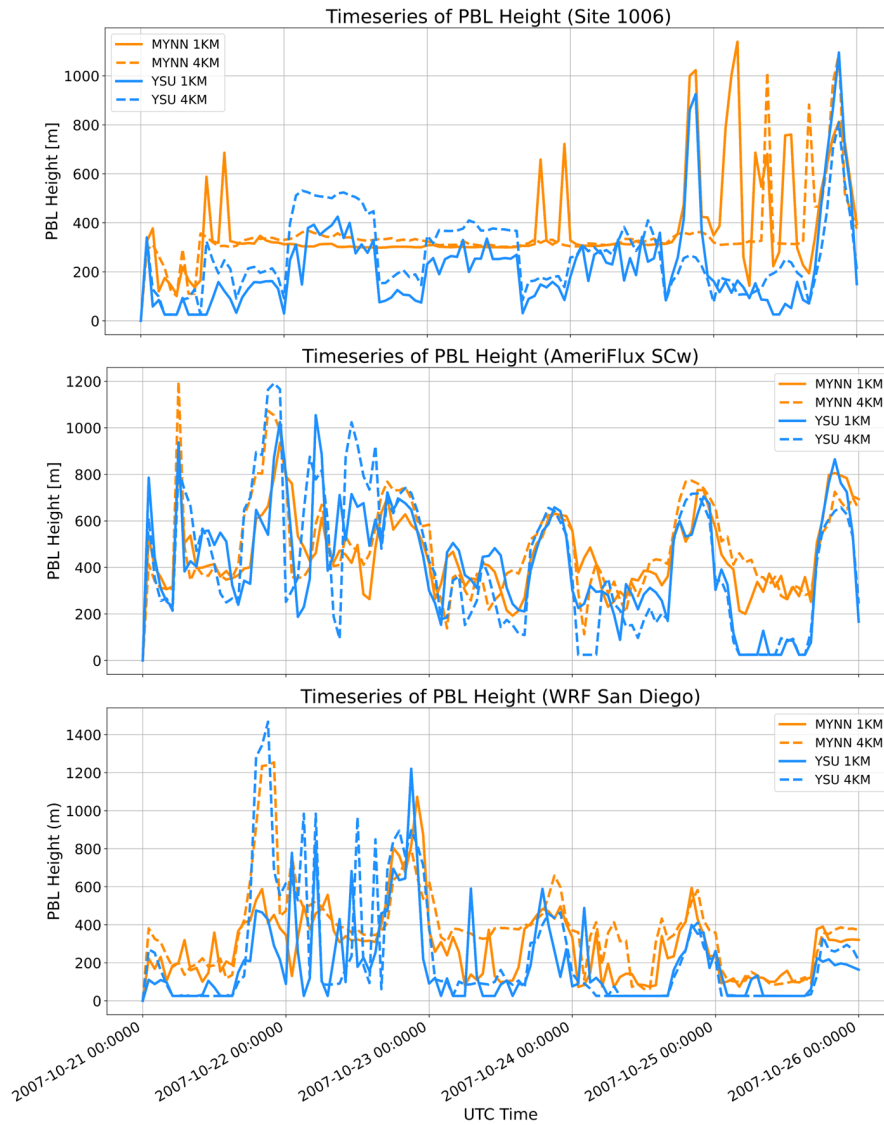 Timeseries of PBL Height (Site 1006)
MYNN 1KM
MYNN 4KM
YSU 1KM
YSU 4KM
PBL Height [m]
1000
800
600
400
200
0
Timeseries of PBL Height (AmeriFlux SCw)
MYNN 1KM
MYNN 4KM
YSU 1KM
YSU 4KM
PBL Height [m]
1200
1000
800
600
400
200
0
Timeseries of PBL Height (WRF San Diego)
MYNN 1KM
MYNN 4KM
YSU 1KM
YSU 4KM
PBL Height (m)
1400
1200
1000
800
600
400
200
0
2007-10-21 00:0000
2007-10-22 00:0000
2007-10-23 00:0000
2007-10-24 00:0000
2007-10-25 00:0000
2007-10-26 00:0000
UTC Time